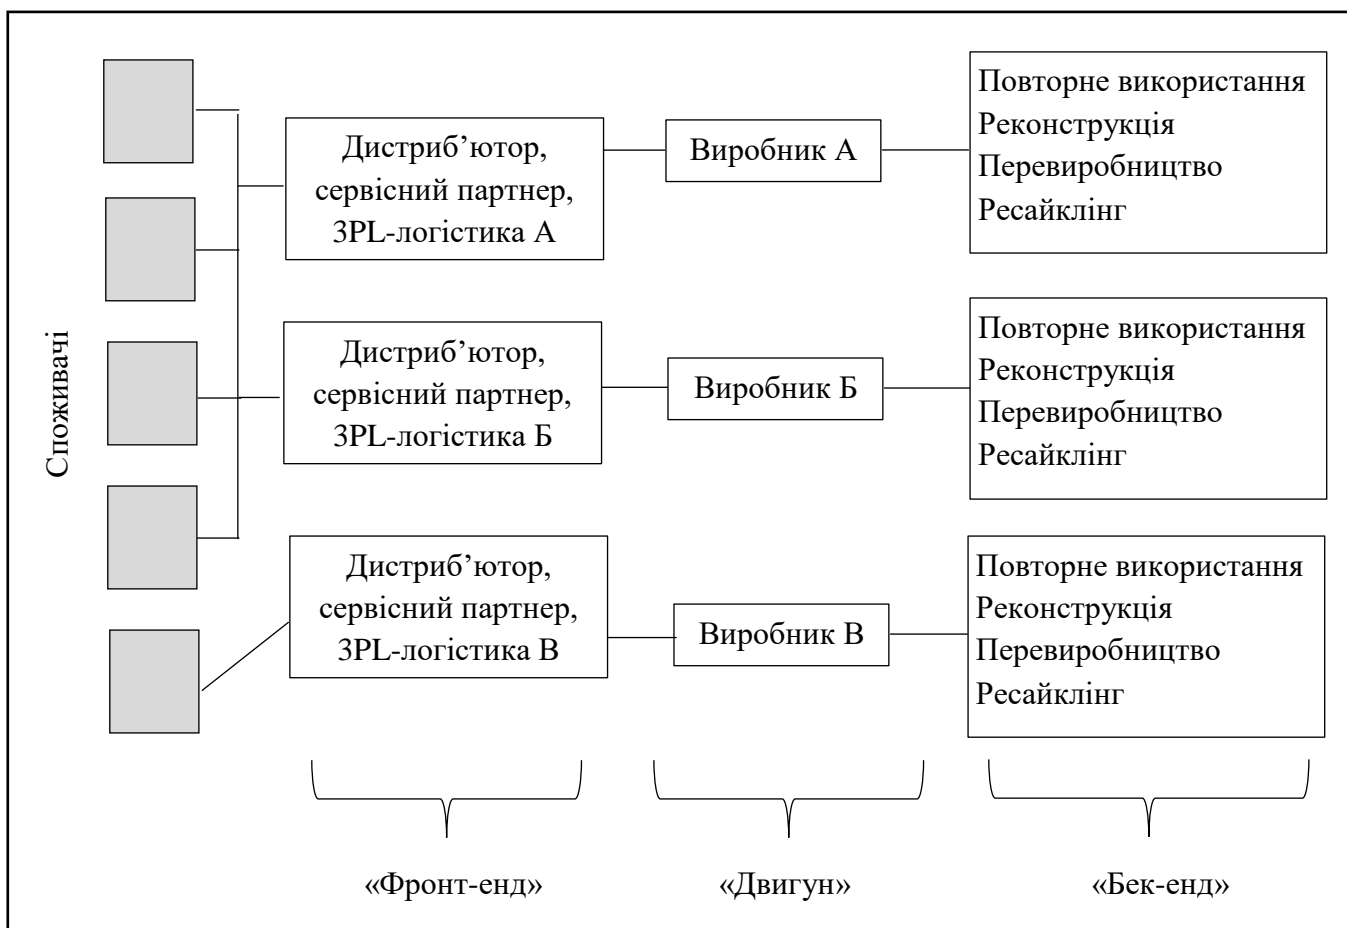 Споживачі
Дистриб’ютор,
сервісний партнер,
3PL-логістика А
Виробник А
Повторне використання
Реконструкція
Перевиробництво
Ресайклінг
Дистриб’ютор,
сервісний партнер,
3PL-логістика Б
Виробник Б
Повторне використання
Реконструкція
Перевиробництво
Ресайклінг
Дистриб’ютор,
сервісний партнер,
3PL-логістика В
Виробник В
Повторне використання
Реконструкція
Перевиробництво
Ресайклінг
«Фронт-енд»
«Двигун»
«Бек-енд»